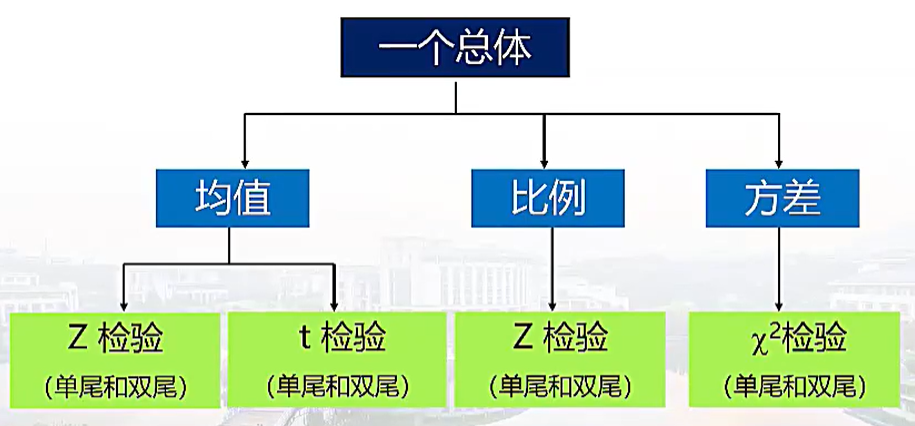 一个总体
均值
比例
方差
Z 检验
（单尾和双尾）
t 检验
（单尾和双尾）
Z 检验
（单尾和双尾）
χ²检验
（单尾和双尾）